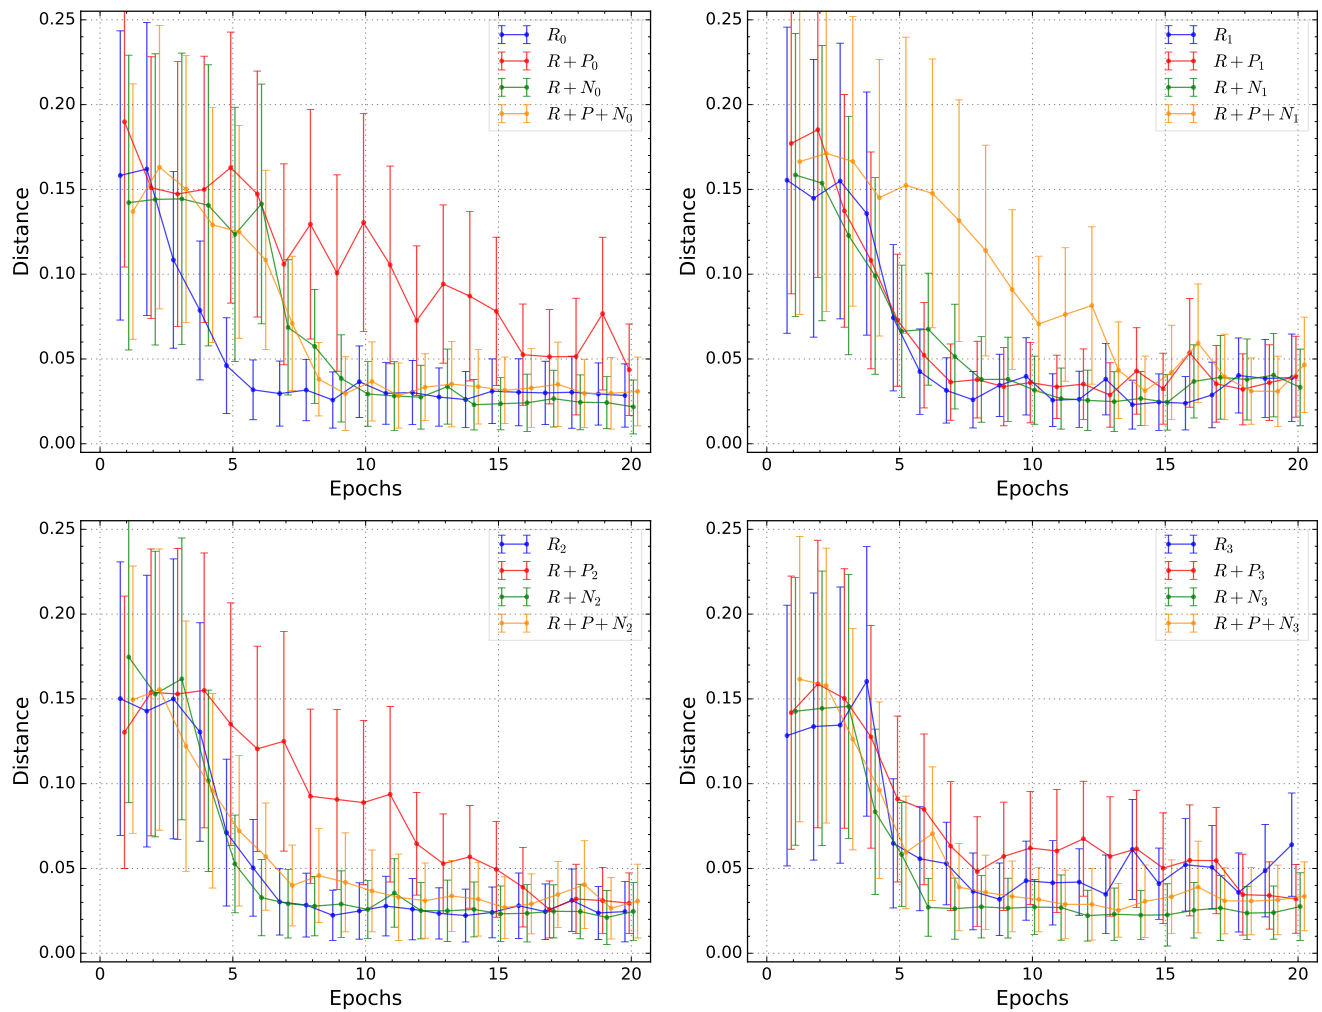 0.25
0.20
0.15
0.10
0.05
0.00
Distance
0 5 10 15 20
Epochs
R₀
R + P₀
R + N₀
R + P + N₀
0.25
0.20
0.15
0.10
0.05
0.00
Distance
0 5 10 15 20
Epochs
R₁
R + P₁
R + N₁
R + P + N₁
0.25
0.20
0.15
0.10
0.05
0.00
Distance
0 5 10 15 20
Epochs
R₂
R + P₂
R + N₂
R + P + N₂
0.25
0.20
0.15
0.10
0.05
0.00
Distance
0 5 10 15 20
Epochs
R₃
R + P₃
R + N₃
R + P + N₃